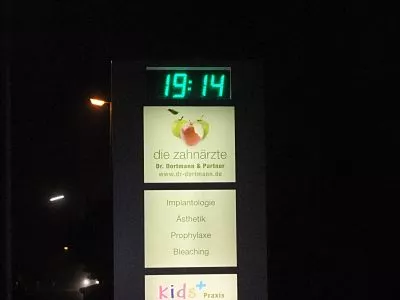 19:14
die zahnärzte
Dr. Dortmann & Partner
www.dr-dortmann.de
Implantologie
Ästhetik
Prophylaxe
Bleaching
Kids+ Praxis